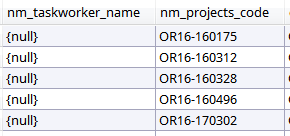 nm_taskworker_name nm_projects_code
{null} OR16-160175
{null} OR16-160312
{null} OR16-160328
{null} OR16-160496
{null} OR16-170302